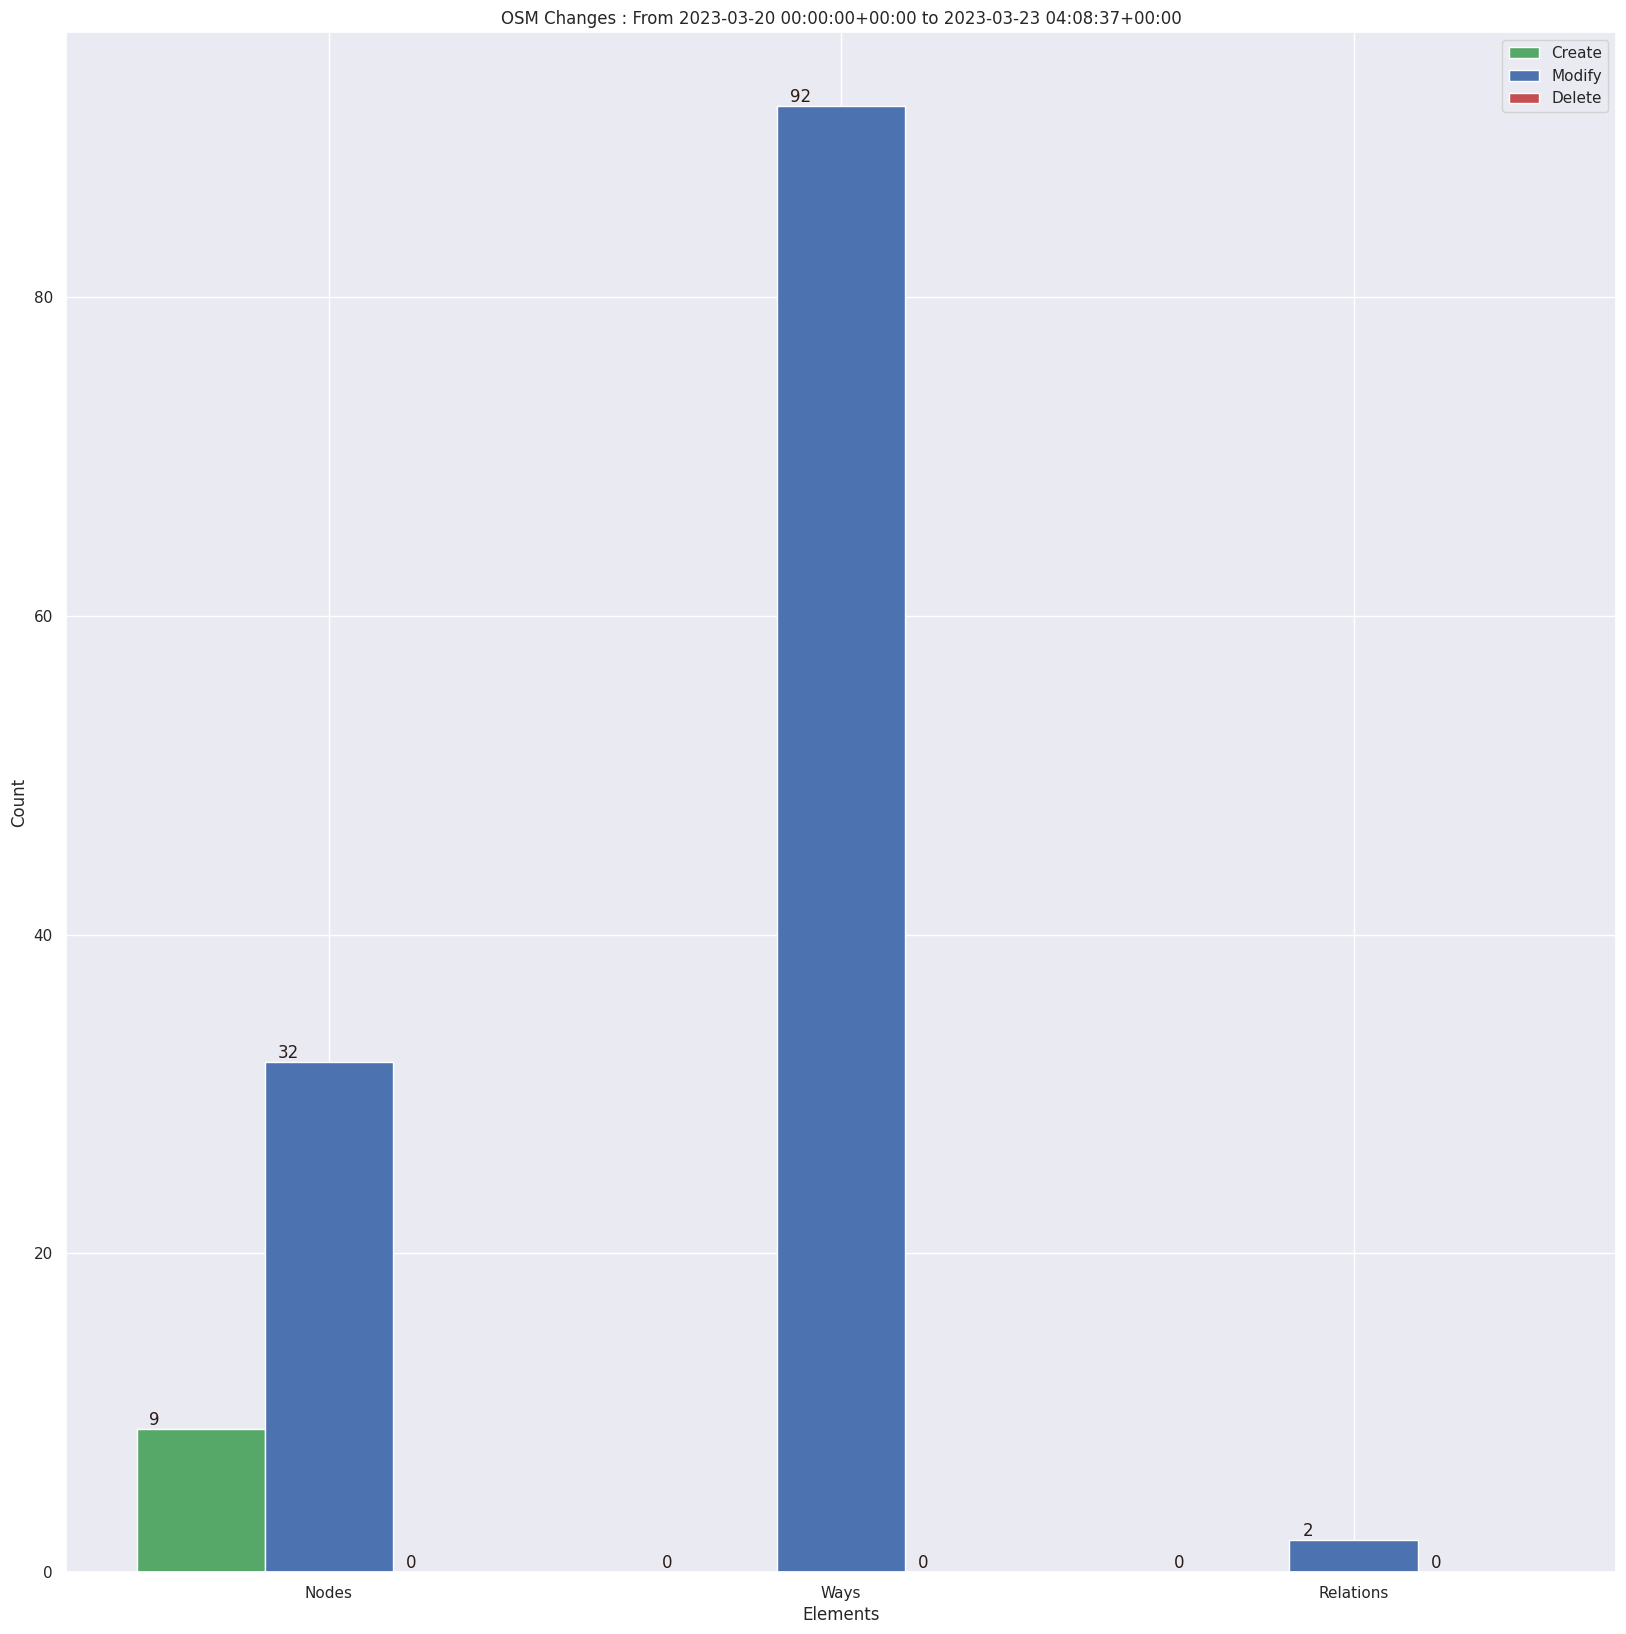 OSM Changes : From 2023-03-20 00:00:00+00:00 to 2023-03-23 04:08:37+00:00
Create
Modify
Delete
92
80
60
Count
40
32
20
9
2
0
0
0
0
0
0
Nodes
Ways
Relations
Elements